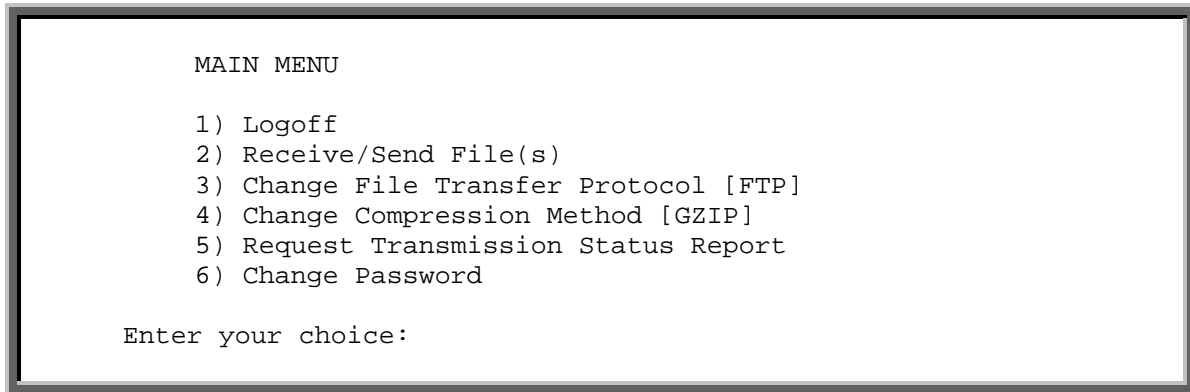 MAIN MENU
1) Logoff
2) Receive/Send File(s)
3) Change File Transfer Protocol [FTP]
4) Change Compression Method [GZIP]
5) Request Transmission Status Report
6) Change Password
Enter your choice: